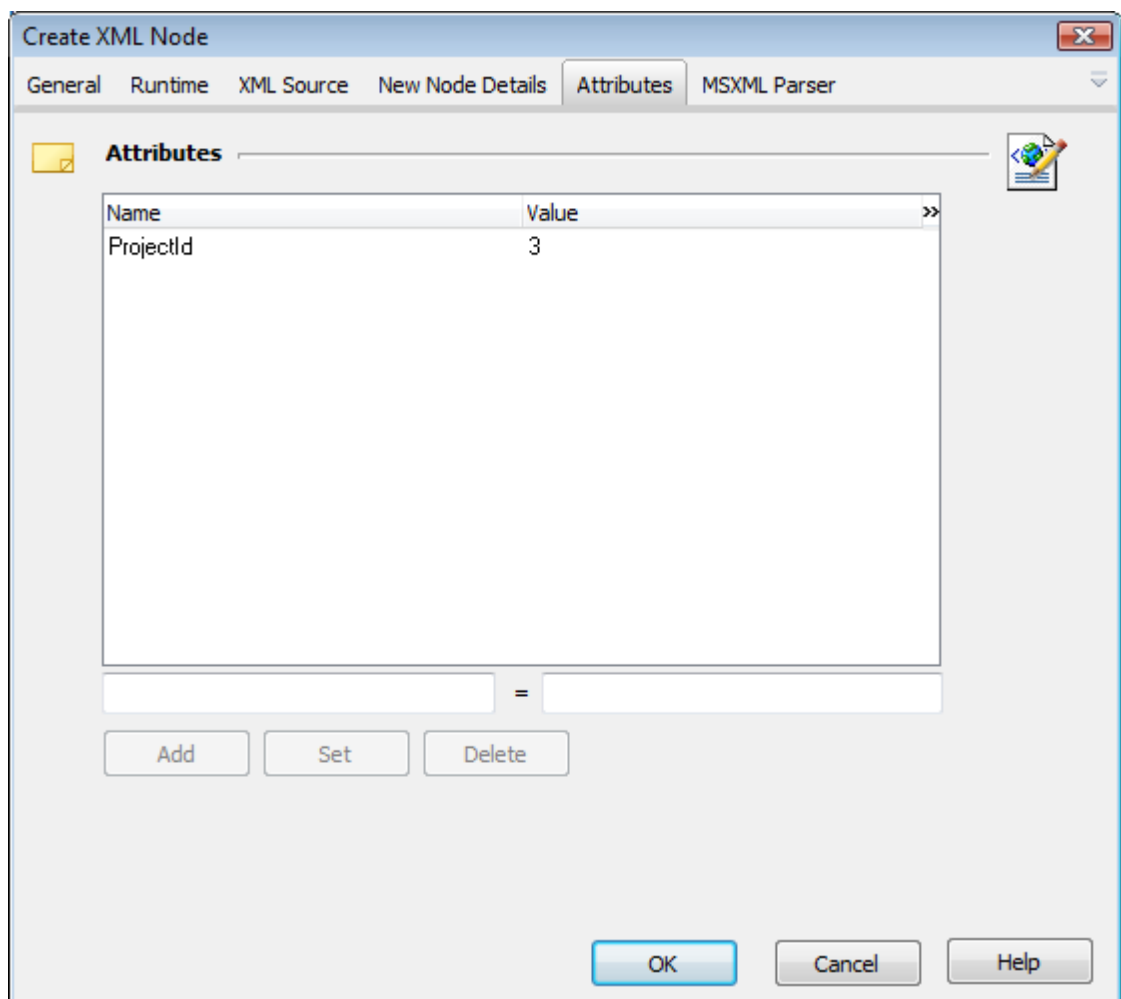 Create XML Node
General Runtime XML Source New Node Details Attributes MSXML Parser
Attributes
Name Value »
ProjectId 3
=
Add Set Delete
OK Cancel Help